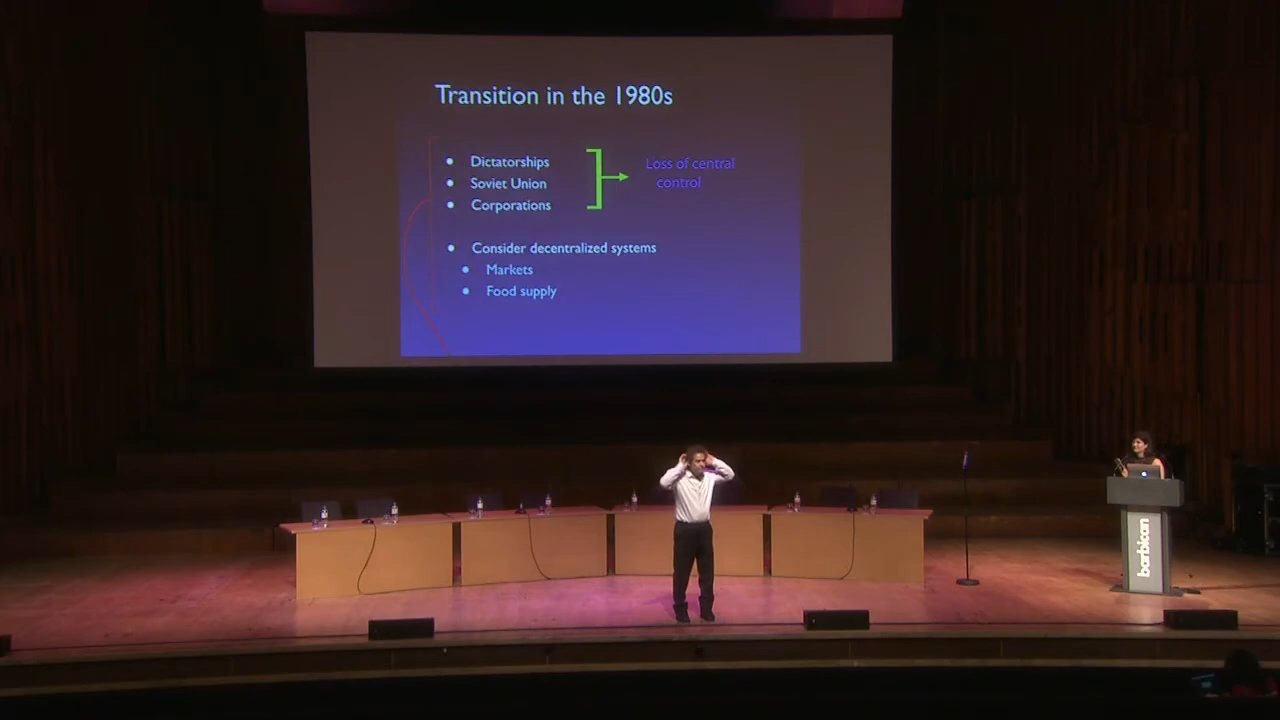 Transition in the 1980s
Dictatorships
Soviet Union
Corporations
Loss of central
control
Consider decentralized systems
Markets
Food supply
barbican